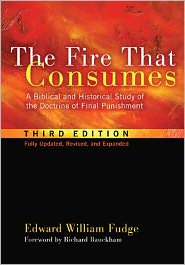 The Fire That
Consumes
A Biblical and Historical Study of
the Doctrine of Final Punishment
THIRD EDITION
Fully Updated, Revised, and Expanded
Edward William Fudge
Foreword by Richard Bauckham